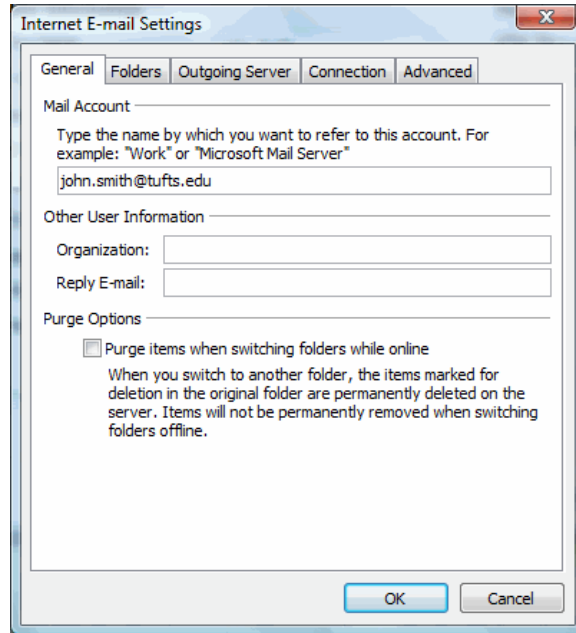 Internet E-mail Settings
General Folders Outgoing Server Connection Advanced
Mail Account
Type the name by which you want to refer to this account. For
example: "Work" or "Microsoft Mail Server"
john.smith@tufts.edu
Other User Information
Organization:
Reply E-mail:
Purge Options
Purge items when switching folders while online
When you switch to another folder, the items marked for
deletion in the original folder are permanently deleted on the
server. Items will not be permanently removed when switching
folders offline.
OK Cancel